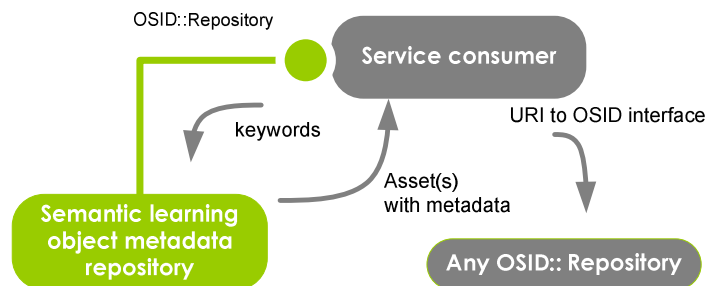 OSID::Repository
Service consumer
keywords
URI to OSID interface
Asset(s)
with metadata
Semantic learning
object metadata
repository
Any OSID:: Repository